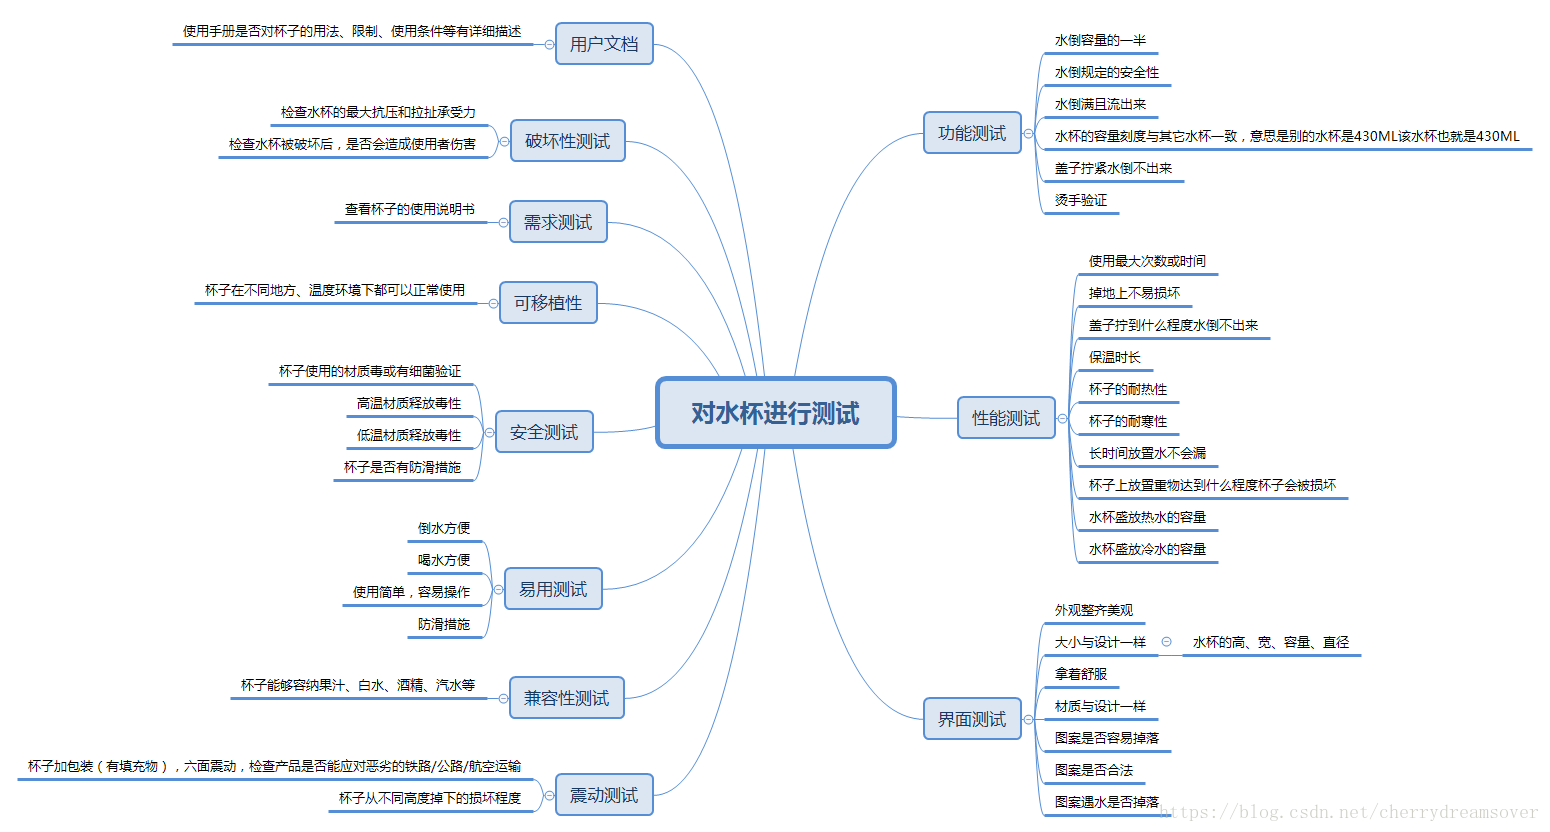 对水杯进行测试
功能测试
水倒容量的一半
水倒规定的安全性
水倒满且流出来
水杯的容量刻度与其它水杯一致，意思是别的水杯是430ML该水杯也就是430ML
盖子拧紧水倒不出来
烫手验证
性能测试
使用最大次数或时间
掉地上不易损坏
盖子拧到什么程度水倒不出来
保温时长
杯子的耐热性
杯子的耐寒性
长时间放置水不会漏
杯子上放置重物达到什么程度杯子会被损坏
水杯盛放热水的容量
水杯盛放冷水的容量
界面测试
外观整齐美观
大小与设计一样
水杯的高、宽、容量、直径
拿着舒服
材质与设计一样
图案是否容易掉落
图案是否合法
图案遇水是否掉落
用户文档
使用手册是否对杯子的用法、限制、使用条件等有详细描述
破坏性测试
检查水杯的最大抗压和拉扯承受力
检查水杯被破坏后，是否会造成使用者伤害
需求测试
查看杯子的使用说明书
可移植性
杯子在不同地方、温度环境下都可以正常使用
安全测试
杯子使用的材质毒或有细菌验证
高温材质释放毒性
低温材质释放毒性
杯子是否有防滑措施
易用测试
倒水方便
喝水方便
使用简单，容易操作
防滑措施
兼容性测试
杯子能够容纳果汁、白水、酒精、汽水等
震动测试
杯子加包装（有填充物），六面震动，检查产品是否能应对恶劣的铁路/公路/航空运输
杯子从不同高度掉下的损坏程度
https://blog.csdn.net/cherrydreamsover